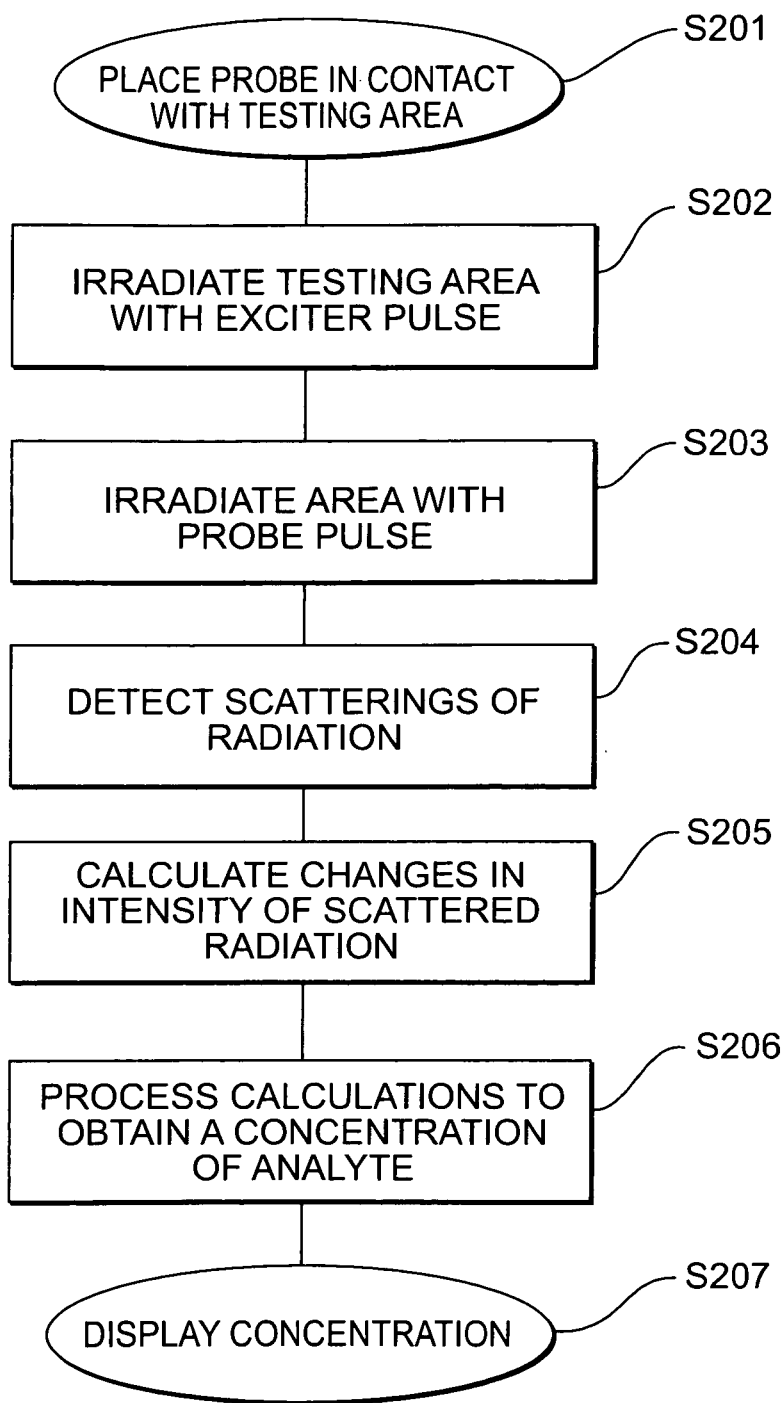 S201
PLACE PROBE IN CONTACT
WITH TESTING AREA
S202
IRRADIATE TESTING AREA
WITH EXCITER PULSE
S203
IRRADIATE AREA WITH
PROBE PULSE
S204
DETECT SCATTERINGS OF
RADIATION
S205
CALCULATE CHANGES IN
INTENSITY OF SCATTERED
RADIATION
S206
PROCESS CALCULATIONS TO
OBTAIN A CONCENTRATION
OF ANALYTE
S207
DISPLAY CONCENTRATION